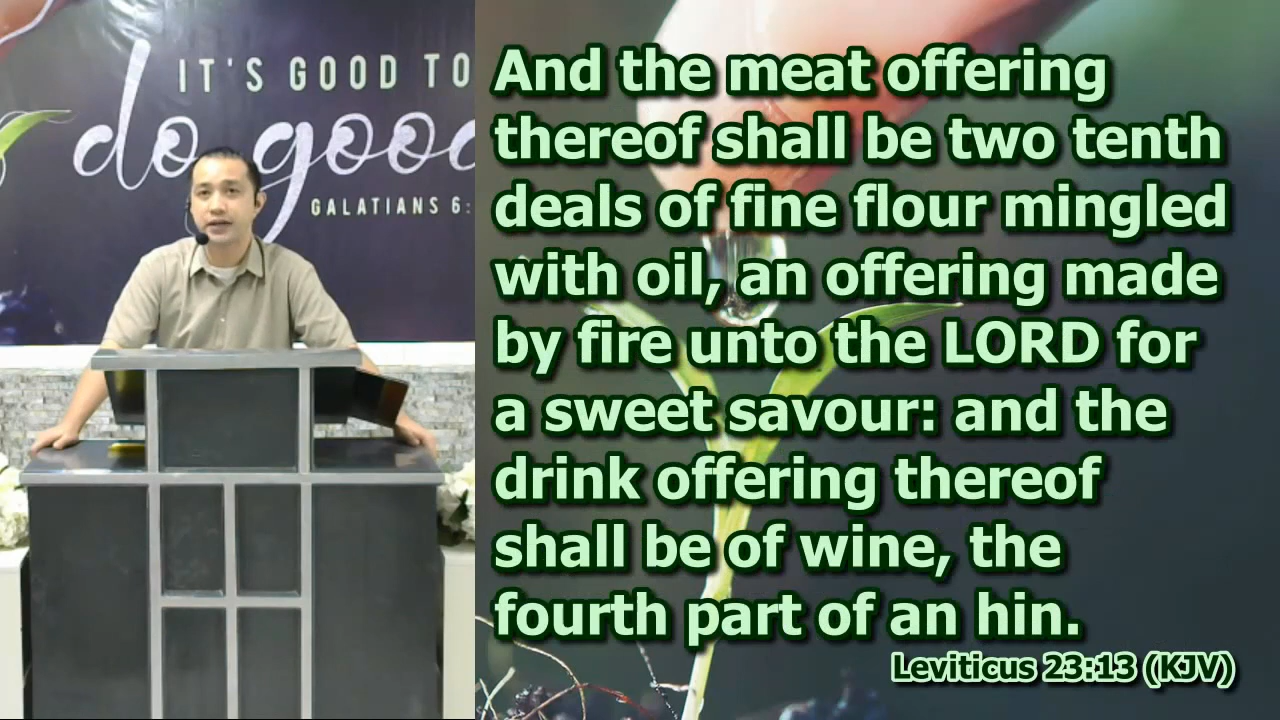 IT'S GOOD TO
do good
GALATIANS 6:
And the meat offering
thereof shall be two tenth
deals of fine flour mingled
with oil, an offering made
by fire unto the LORD for
a sweet savour: and the
drink offering thereof
shall be of wine, the
fourth part of an hin.
Leviticus 23:13 (KJV)